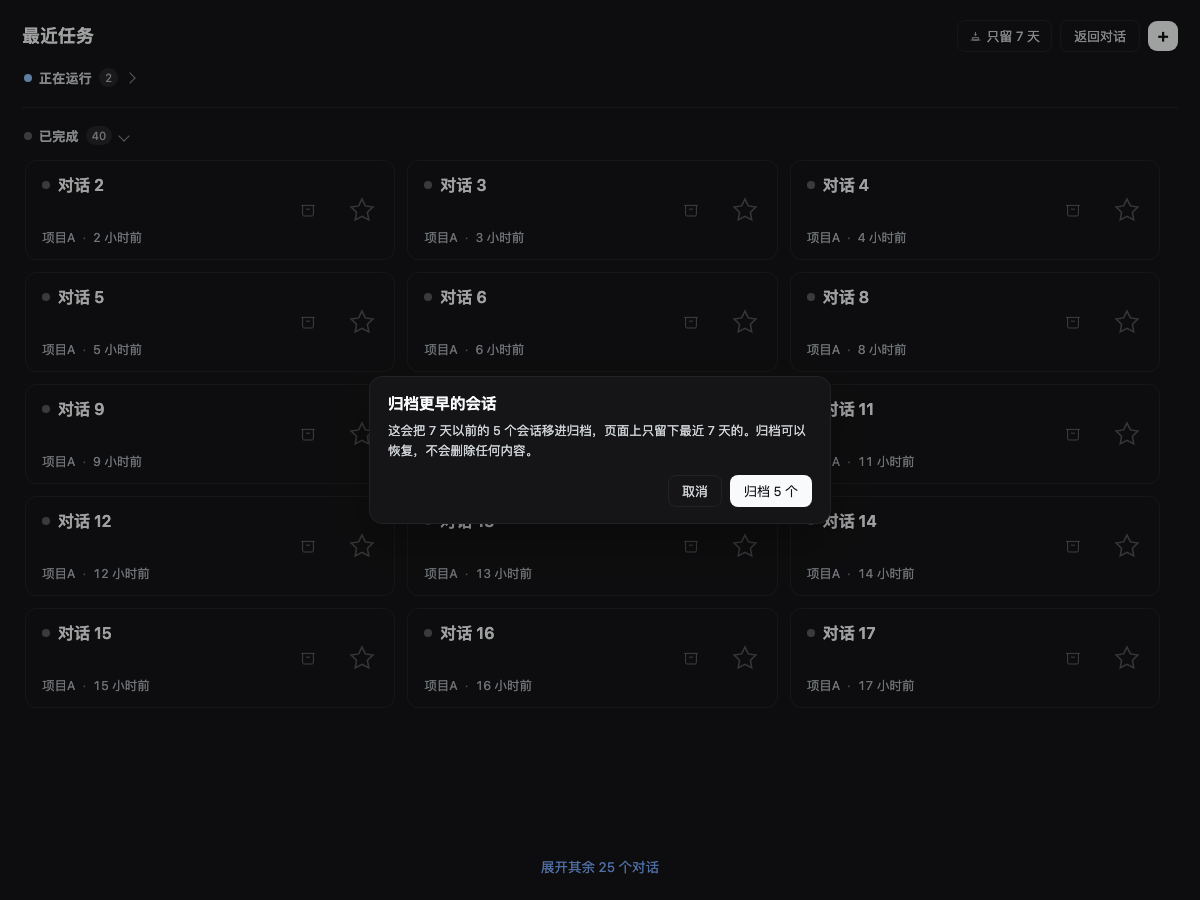 最近任务
只留 7 天
返回对话
正在运行 2
已完成 40
对话 2
项目A · 2 小时前
对话 3
项目A · 3 小时前
对话 4
项目A · 4 小时前
对话 5
项目A · 5 小时前
对话 6
项目A · 6 小时前
对话 8
项目A · 8 小时前
对话 9
项目A · 9 小时前
归档更早的会话
这会把 7 天以前的 5 个会话移进归档，页面上只留下最近 7 天的。归档可以
恢复，不会删除任何内容。
取消
归档 5 个
对话 11
A · 11 小时前
对话 12
项目A · 12 小时前
对话 13
项目A · 13 小时前
对话 14
项目A · 14 小时前
对话 15
项目A · 15 小时前
对话 16
项目A · 16 小时前
对话 17
项目A · 17 小时前
展开其余 25 个对话